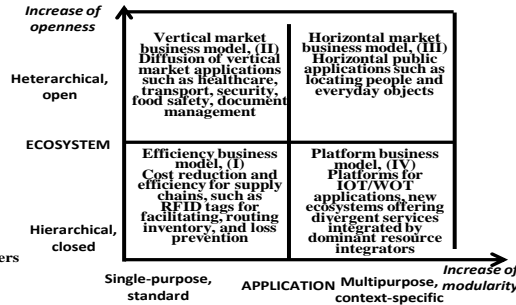 Increase of
openness
Heterarchical,
open
ECOSYSTEM
Hierarchical,
closed
ers
Vertical market
business model, (II)
Diffusion of vertical
market applications
such as healthcare,
transport, security,
food safety, document
management
Horizontal market
business model, (III)
Horizontal public
applications such as
locating people and
everyday objects
Efficiency business
model, (I)
Cost reduction and
efficiency for supply
chains, such as
RFID tags for
facilitating, routing
inventory, and loss
prevention
Platform business
model, (IV)
Platforms for
IOT/WOT
applications, new
ecosystems offering
divergent services
integrated by
dominant resource
integrators
Single-purpose,
standard
APPLICATION
Multipurpose,
context-specific
Increase of
modularity